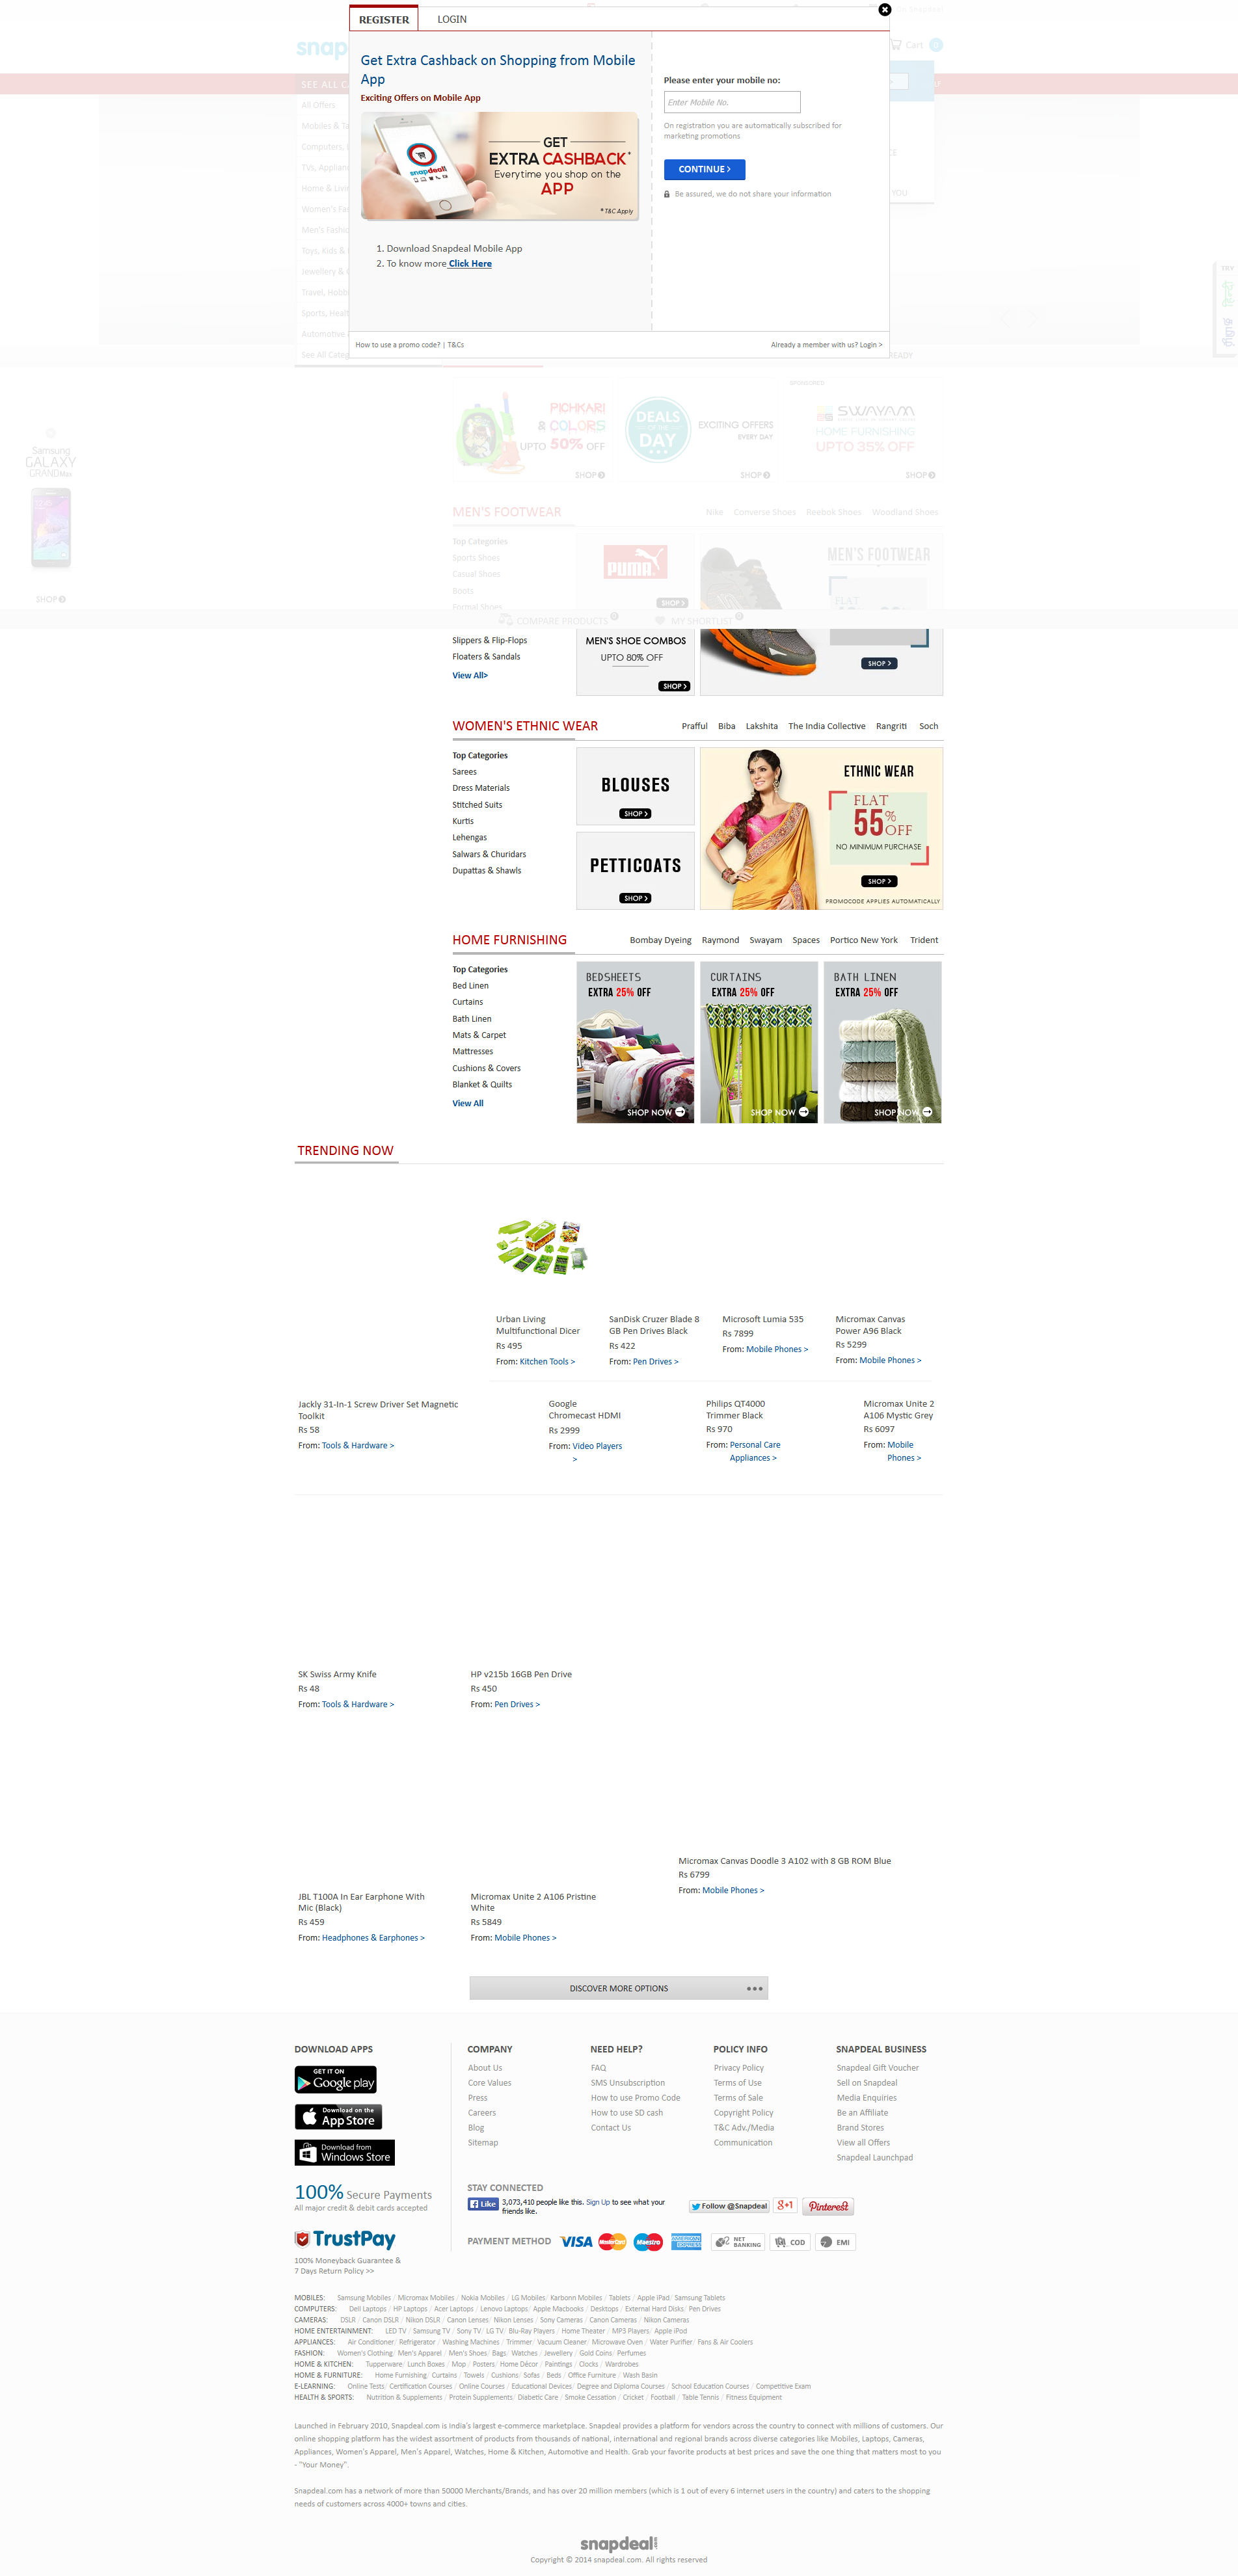 REGISTER
LOGIN
Get Extra Cashback on Shopping from Mobile
App
Exciting Offers on Mobile App
snapdeal
GET
EXTRA CASHBACK*
Everytime you shop on the
APP
* T&C Apply
1. Download Snapdeal Mobile App
2. To know more Click Here
Please enter your mobile no:
Enter Mobile No.
On registration you are automatically subscribed for
marketing promotions
CONTINUE >
Be assured, we do not share your information
How to use a promo code? | T&Cs
Already a member with us? Login >
snap
Cart
SEE ALL CA
All Offers
Mobiles & Ta
Computers,
TVs, Applian
Home & Livi
Women's Fa
Men's Fashio
Toys, Kids &
Jewellery &
Travel, Hobb
Sports, Healt
Automotive
See All Categ
YOU
READY
हिन्दी
PICHKARI
& COLORS
UPTO 50% OFF
SHOP
DEALS
OF THE
DAY
EXCITING OFFERS
EVERY DAY
SHOP
SPONSORED
SWAYAM
HOME FURNISHING
UPTO 35% OFF
SHOP
Samsung
GALAXY
GRAND Max
SHOP
MEN'S FOOTWEAR
Nike Converse Shoes Reebok Shoes Woodland Shoes
Top Categories
Sports Shoes
Casual Shoes
Boots
Formal Shoes
Slippers & Flip-Flops
Floaters & Sandals
View All>
PUMA
SHOP >
MEN'S SHOE COMBOS
UPTO 80% OFF
SHOP >
MEN'S FOOTWEAR
FLAT
SHOP >
COMPARE PRODUCTS 0
MY SHORTLIST 0
WOMEN'S ETHNIC WEAR
Prafful Biba Lakshita The India Collective Rangriti Soch
Top Categories
Sarees
Dress Materials
Stitched Suits
Kurtis
Lehengas
Salwars & Churidars
Dupattas & Shawls
BLOUSES
SHOP >
PETTICOATS
SHOP >
ETHNIC WEAR
FLAT
55% OFF
NO MINIMUM PURCHASE
SHOP >
PROMOCODE APPLIES AUTOMATICALLY
HOME FURNISHING
Bombay Dyeing Raymond Swayam Spaces Portico New York Trident
Top Categories
Bed Linen
Curtains
Bath Linen
Mats & Carpet
Mattresses
Cushions & Covers
Blanket & Quilts
View All
BEDSHEETS
EXTRA 25% OFF
SHOP NOW
CURTAINS
EXTRA 25% OFF
SHOP NOW
BATH LINEN
EXTRA 25% OFF
SHOP NOW
TRENDING NOW
Urban Living
Multifunctional Dicer
Rs 495
From: Kitchen Tools >
SanDisk Cruzer Blade 8
GB Pen Drives Black
Rs 422
From: Pen Drives >
Microsoft Lumia 535
Rs 7899
From: Mobile Phones >
Micromax Canvas
Power A96 Black
Rs 5299
From: Mobile Phones >
Jackly 31-In-1 Screw Driver Set Magnetic
Toolkit
Rs 58
From: Tools & Hardware >
Google
Chromecast HDMI
Rs 2999
From: Video Players
>
Philips QT4000
Trimmer Black
Rs 970
From: Personal Care
Appliances >
Micromax Unite 2
A106 Mystic Grey
Rs 6097
From: Mobile
Phones >
SK Swiss Army Knife
Rs 48
From: Tools & Hardware >
HP v215b 16GB Pen Drive
Rs 450
From: Pen Drives >
Micromax Canvas Doodle 3 A102 with 8 GB ROM Blue
Rs 6799
From: Mobile Phones >
JBL T100A In Ear Earphone With
Mic (Black)
Rs 459
From: Headphones & Earphones >
Micromax Unite 2 A106 Pristine
White
Rs 5849
From: Mobile Phones >
DISCOVER MORE OPTIONS
DOWNLOAD APPS
GET IT ON
Google play
Download on the
App Store
Download from
Windows Store
100% Secure Payments
All major credit & debit cards accepted
TrustPay
100% Moneyback Guarantee &
7 Days Return Policy >>
COMPANY
About Us
Core Values
Press
Careers
Blog
Sitemap
NEED HELP?
FAQ
SMS Unsubscription
How to use Promo Code
How to use SD cash
Contact Us
POLICY INFO
Privacy Policy
Terms of Use
Terms of Sale
Copyright Policy
T&C Adv./Media
Communication
SNAPDEAL BUSINESS
Snapdeal Gift Voucher
Sell on Snapdeal
Media Enquiries
Be an Affiliate
Brand Stores
View all Offers
Snapdeal Launchpad
STAY CONNECTED
Like 3,073,410 people like this. Sign Up to see what your
friends like.
Follow @Snapdeal
g+1
Pinterest
PAYMENT METHOD VISA MasterCard Maestro AMERICAN EXPRESS NET BANKING COD EMI
MOBILES: Samsung Mobiles / Micromax Mobiles / Nokia Mobiles / LG Mobiles / Karbonn Mobiles / Tablets / Apple iPad / Samsung Tablets
COMPUTERS: Dell Laptops / HP Laptops / Acer Laptops / Lenovo Laptops / Apple Macbooks / Desktops / External Hard Disks / Pen Drives
CAMERAS: DSLR / Canon DSLR / Nikon DSLR / Canon Lenses / Nikon Lenses / Sony Cameras / Canon Cameras / Nikon Cameras
HOME ENTERTAINMENT: LED TV / Samsung TV / Sony TV / LG TV / Blu-Ray Players / Home Theater / MP3 Players / Apple iPod
APPLIANCES: Air Conditioner / Refrigerator / Washing Machines / Trimmer / Vacuum Cleaner / Microwave Oven / Water Purifier / Fans & Air Coolers
FASHION: Women's Clothing / Men's Apparel / Men's Shoes / Bags / Watches / Jewellery / Gold Coins / Perfumes
HOME & KITCHEN: Tupperware / Lunch Boxes / Mop / Posters / Home Décor / Paintings / Clocks / Wardrobes
HOME & FURNITURE: Home Furnishing / Curtains / Towels / Cushions / Sofas / Beds / Office Furniture / Wash Basin
E-LEARNING: Online Tests / Certification Courses / Online Courses / Educational Devices / Degree and Diploma Courses / School Education Courses / Competitive Exam
HEALTH & SPORTS: Nutrition & Supplements / Protein Supplements / Diabetic Care / Smoke Cessation / Cricket / Football / Table Tennis / Fitness Equipment
Launched in February 2010, Snapdeal.com is India's largest e-commerce marketplace. Snapdeal provides a platform for vendors across the country to connect with millions of customers. Our
online shopping platform has the widest assortment of products from thousands of national, international and regional brands across diverse categories like Mobiles, Laptops, Cameras,
Appliances, Women's Apparel, Men's Apparel, Watches, Home & Kitchen, Automotive and Health. Grab your favorite products at best prices and save the one thing that matters most to you
- "Your Money".
Snapdeal.com has a network of more than 50000 Merchants/Brands, and has over 20 million members (which is 1 out of every 6 internet users in the country) and caters to the shopping
needs of customers across 4000+ towns and cities.
snapdeal.com
Copyright © 2014 snapdeal.com. All rights reserved